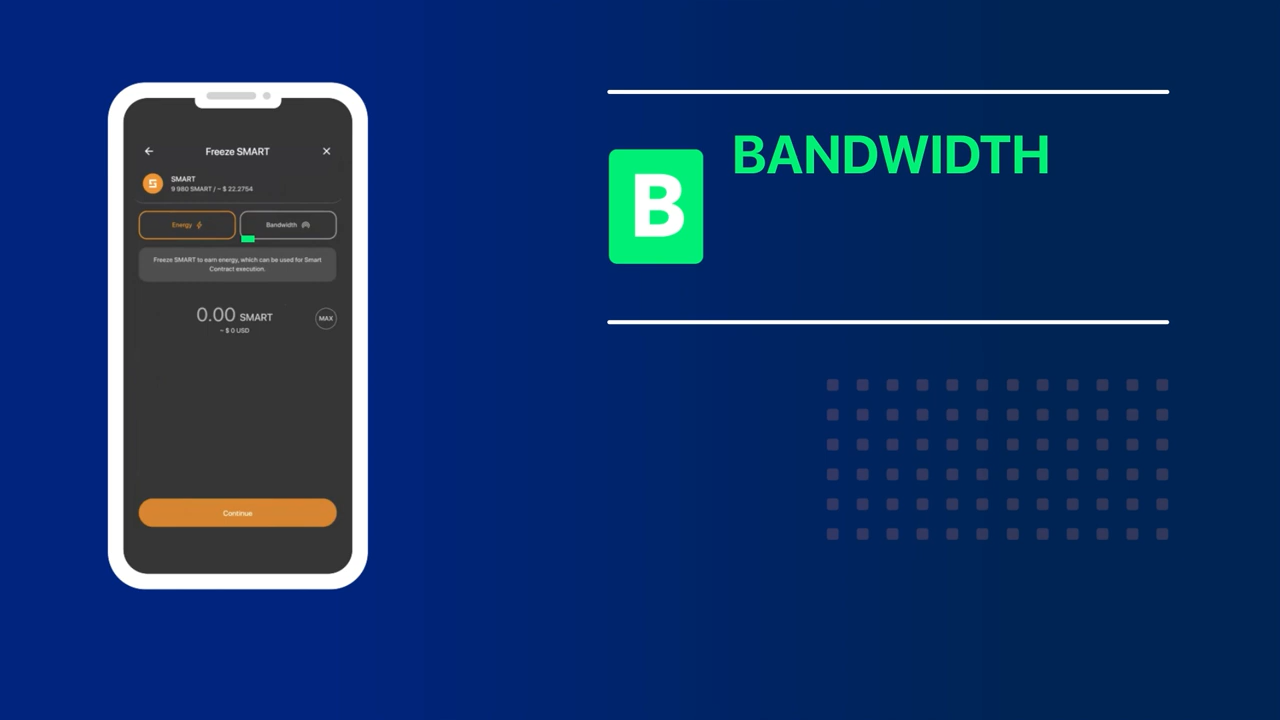 Freeze SMART
SMART
9 980 SMART / ~ $ 22.2754
Energy
Bandwidth
Freeze SMART to earn energy, which can be used for Smart
Contract execution.
0.00 SMART
MAX
~ $ 0 USD
Continue
BANDWIDTH
B